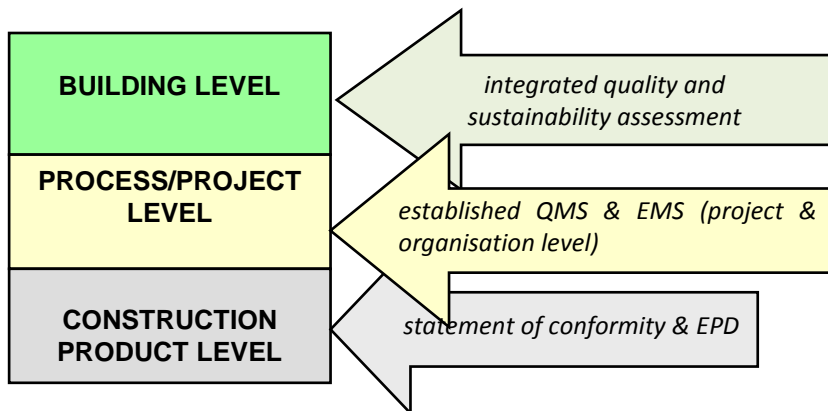 BUILDING LEVEL
integrated quality and
sustainability assessment
PROCESS/PROJECT
LEVEL
established QMS & EMS (project &
organisation level)
CONSTRUCTION
PRODUCT LEVEL
statement of conformity & EPD